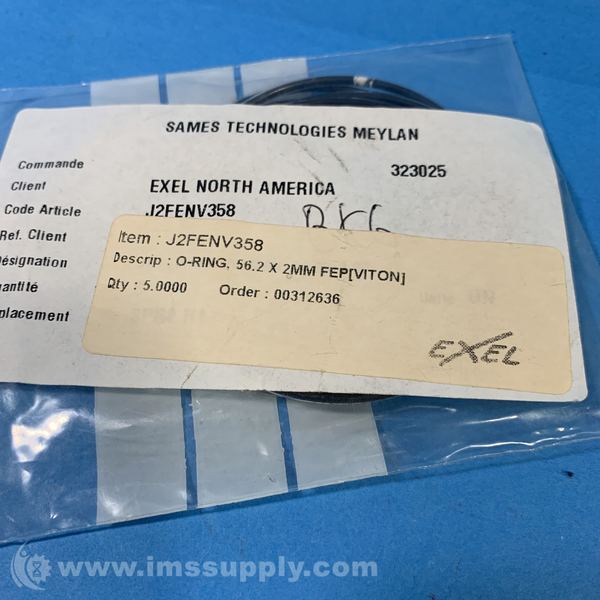 SAMES TECHNOLOGIES MEYLAN
Commande 323025
Client EXEL NORTH AMERICA
Code Article J2FENV358
Ref. Client
Item : J2FENV358
ésignation
Descrip : O-RING, 56.2 X 2MM FEP[VITON]
uantité
Qty : 5.0000 Order : 00312636
placement
EXEL
www.imssupply.com